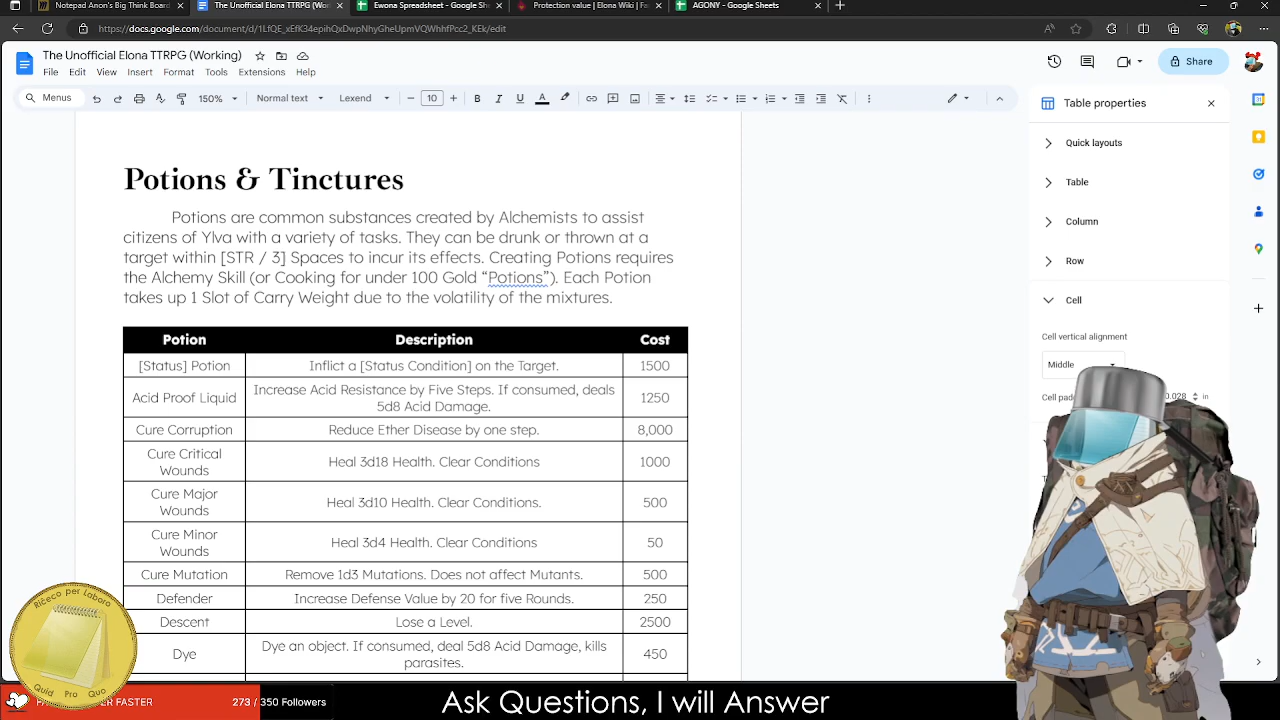 Notepad Anon's Big Think Board
The Unofficial Elona TTRPG (Wor
Ewona Spreadsheet - Google She
Protection value | Elona Wiki | Fa
AGONY - Google Sheets
https://docs.google.com/document/d/
/edit
The Unofficial Elona TTRPG (Working)
File Edit View Insert Format Tools Extensions Help
Share
Menus
150%
Normal text
Lexend
10
Table properties
Quick layouts
Table
Column
Row
Cell
Cell vertical alignment
Middle
0.028 in
Potions & Tinctures
Potions are common substances created by Alchemists to assist
citizens of Ylva with a variety of tasks. They can be drunk or thrown at a
target within [STR / 3] Spaces to incur its effects. Creating Potions requires
the Alchemy Skill (or Cooking for under 100 Gold “Potions”). Each Potion
takes up 1 Slot of Carry Weight due to the volatility of the mixtures.
Potion Description Cost
[Status] Potion Inflict a [Status Condition] on the Target. 1500
Acid Proof Liquid Increase Acid Resistance by Five Steps. If consumed, deals
5d8 Acid Damage. 1250
Cure Corruption Reduce Ether Disease by one step. 8,000
Cure Critical
Wounds Heal 3d18 Health. Clear Conditions 1000
Cure Major
Wounds Heal 3d10 Health. Clear Conditions. 500
Cure Minor
Wounds Heal 3d4 Health. Clear Conditions 50
Cure Mutation Remove 1d3 Mutations. Does not affect Mutants. 500
Defender Increase Defense Value by 20 for five Rounds. 250
Descent Lose a Level. 2500
Dye Dye an object. If consumed, deal 5d8 Acid Damage, kills
parasites. 450
Quid Pro Quo
FASTER
273 / 350 Followers
Ask Questions, I will Answer